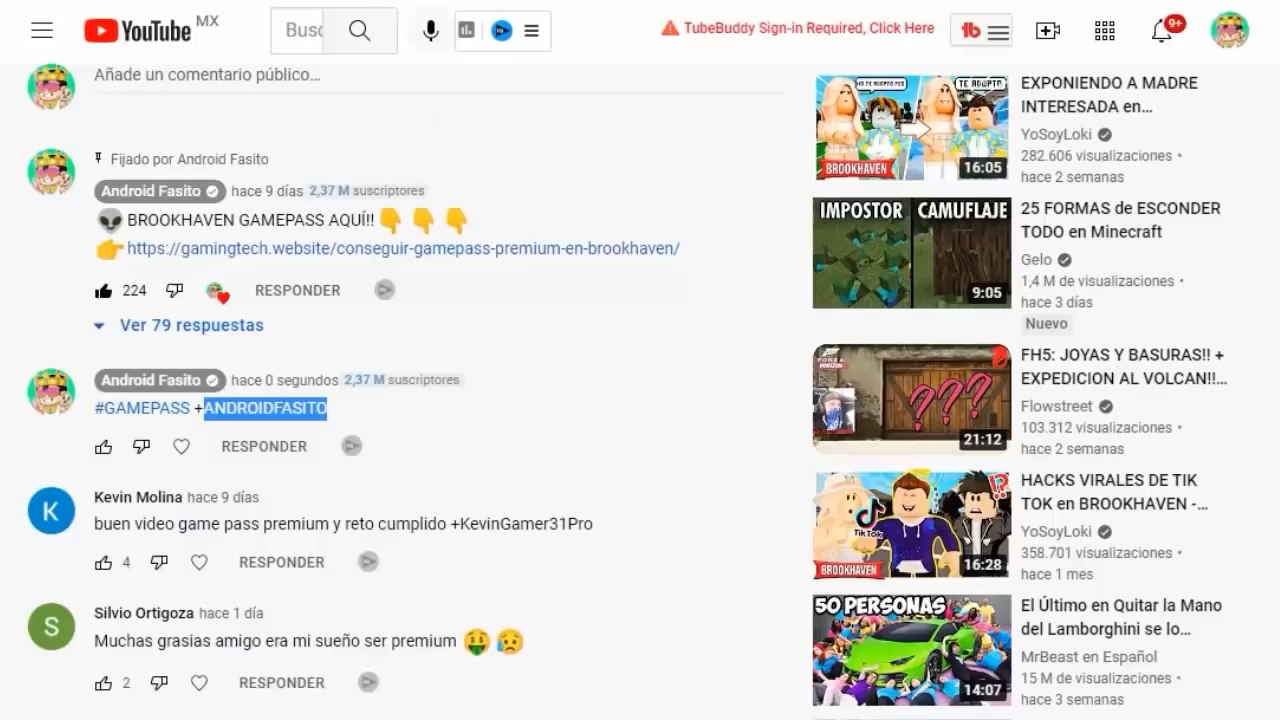 YouTube MX
Busc
TubeBuddy Sign-in Required, Click Here
tb
9+
Añade un comentario público...
Fijado por Android Fasito
Android Fasito hace 9 días 2,37 M suscriptores
BROOKHAVEN GAMEPASS AQUÍ!!
https://gamingtech.website/conseguir-gamepass-premium-en-brookhaven/
224 RESPONDER
Ver 79 respuestas
Android Fasito hace 0 segundos 2,37 M suscriptores
#GAMEPASS +ANDROIDFASITO
RESPONDER
K
Kevin Molina hace 9 días
buen video game pass premium y reto cumplido +KevinGamer31Pro
4 RESPONDER
S
Silvio Ortigoza hace 1 día
Muchas grasias amigo era mi sueño ser premium
2 RESPONDER
TE ADOPTO
BROOKHAVEN
16:05
EXPONIENDO A MADRE
INTERESADA en...
YoSoyLoki
282.606 visualizaciones •
hace 2 semanas
IMPOSTOR CAMUFLAJE
9:05
25 FORMAS de ESCONDER
TODO en Minecraft
Gelo
1,4 M de visualizaciones •
hace 3 días
Nuevo
FORZA
HORIZON
???
21:12
FH5: JOYAS Y BASURAS!! +
EXPEDICION AL VOLCAN!!...
Flowstreet
103.312 visualizaciones •
hace 2 semanas
!?
TikTok
BROOKHAVEN
16:28
HACKS VIRALES DE TIK
TOK en BROOKHAVEN -...
YoSoyLoki
358.701 visualizaciones •
hace 1 mes
50 PERSONAS
14:07
El Último en Quitar la Mano
del Lamborghini se lo...
MrBeast en Español
15 M de visualizaciones •
hace 3 semanas